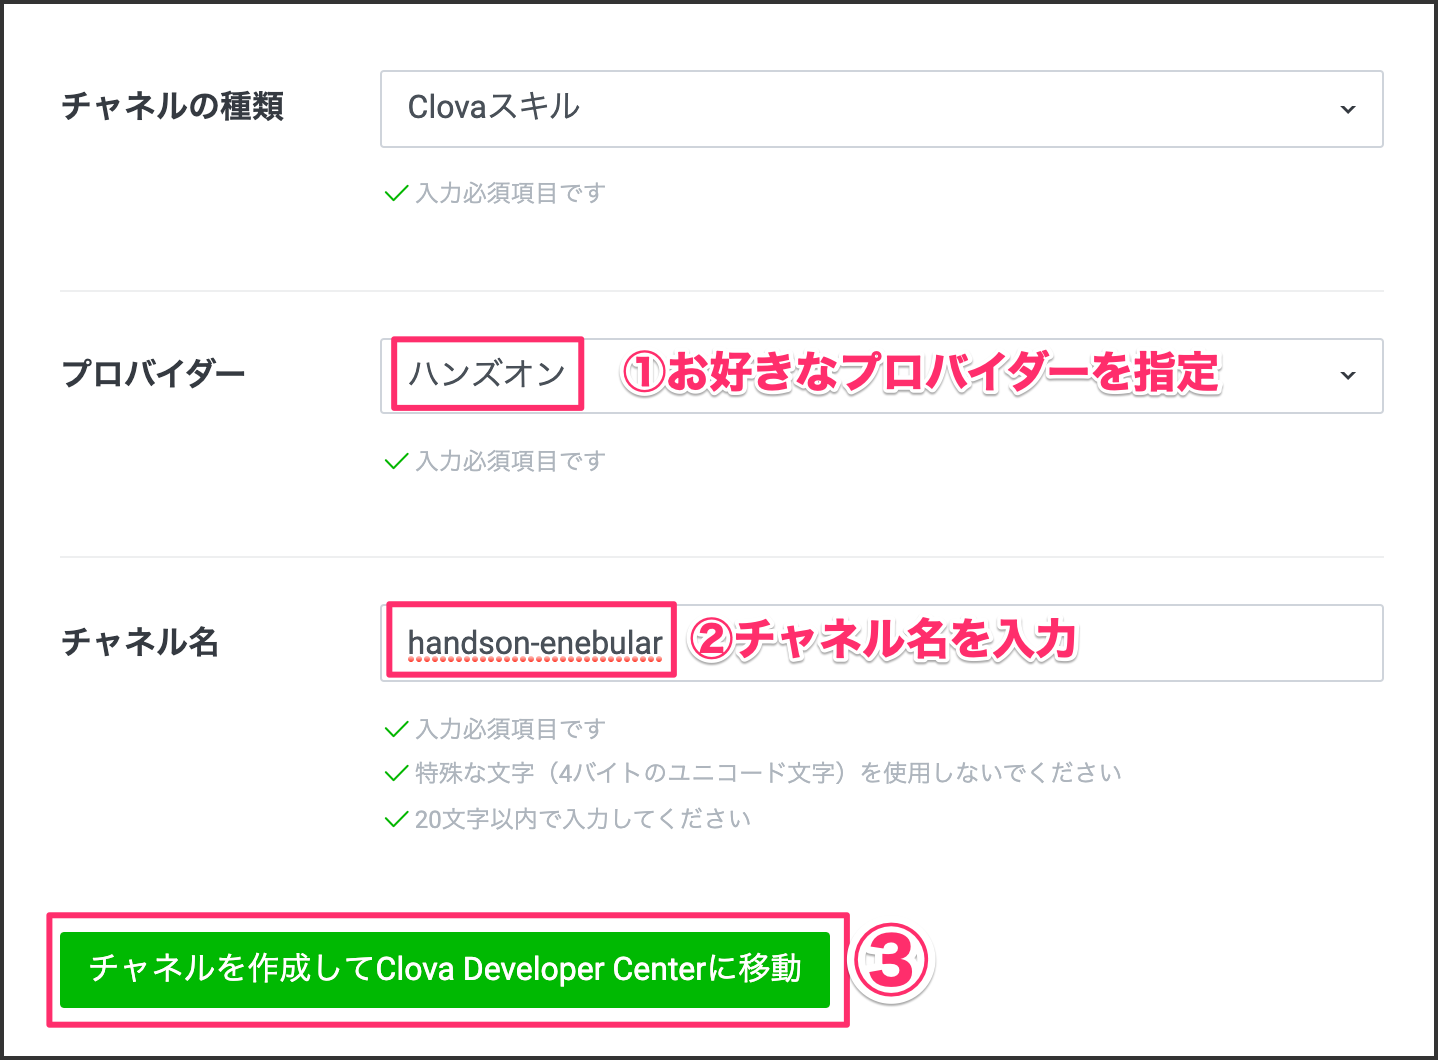 チャネルの種類
Clovaスキル
入力必須項目です
プロバイダー
ハンズオン
①お好きなプロバイダーを指定
入力必須項目です
チャネル名
handson-enebular
②チャネル名を入力
入力必須項目です
特殊な文字（4バイトのユニコード文字）を使用しないでください
20文字以内で入力してください
チャネルを作成してClova Developer Centerに移動
③